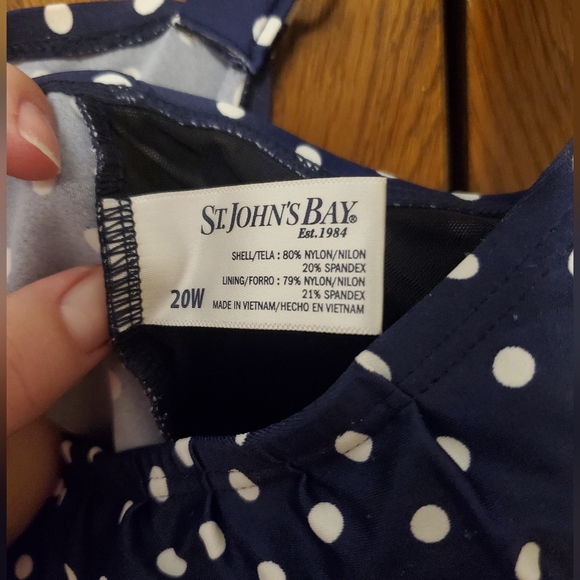 ST. JOHN'S BAY®
Est. 1984
SHELL/TELA : 80% NYLON/NILON
20% SPANDEX
LINING/FORRO : 79% NYLON/NILON
21% SPANDEX
20W MADE IN VIETNAM/HECHO EN VIETNAM